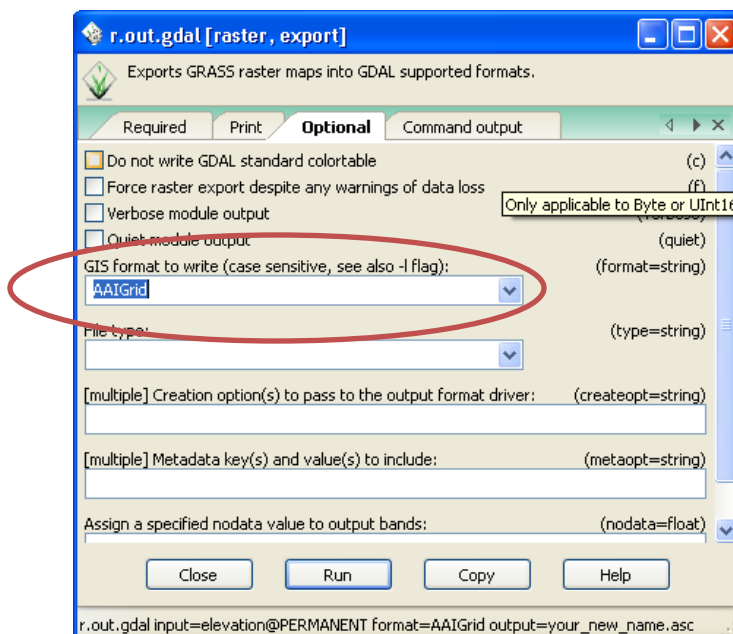 r.out.gdal [raster, export]
Exports GRASS raster maps into GDAL supported formats.
Required Print Optional Command output
Do not write GDAL standard colortable (c)
Force raster export despite any warnings of data loss (f)
Only applicable to Byte or UInt16
Verbose module output
Quiet module output (quiet)
GIS format to write (case sensitive, see also -l flag): (format=string)
AAIGrid
File type: (type=string)
[multiple] Creation option(s) to pass to the output format driver: (createopt=string)
[multiple] Metadata key(s) and value(s) to include: (metaopt=string)
Assign a specified nodata value to output bands: (nodata=float)
Close Run Copy Help
r.out.gdal input=elevation@PERMANENT format=AAIGrid output=your_new_name.asc